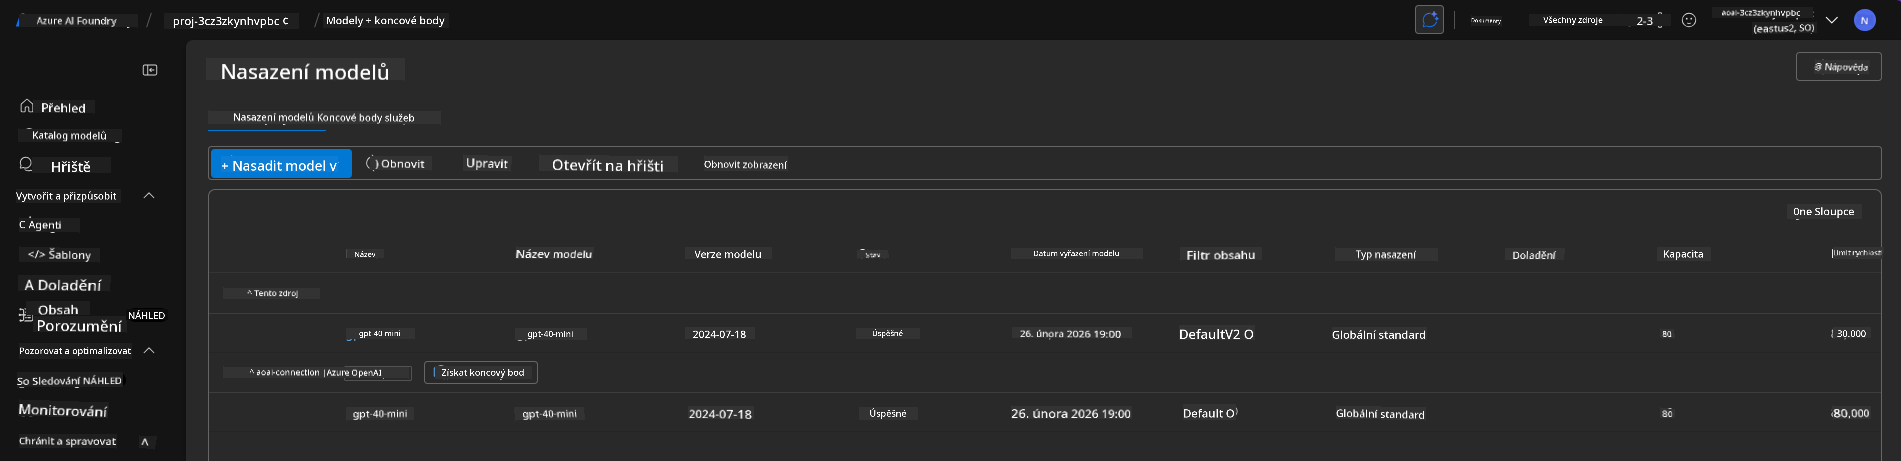 Azure AI Foundry / proj-3cz3zkynhvpbc C / Modely + koncové body
Všechny zdroje 2-3 aoai-3cz3zkynhvpbc
(eastus2, SO) N
Nasazení modelů
@ Nápověda
Přehled
Katalog modelů
Hřiště
Vytvořit a přizpůsobit
C Agenti
</> Šablony
A Doladění
Obsah
Porozumění NÁHLED
Pozorovat a optimalizovat
So Sledování NÁHLED
Monitorování
Chránit a spravovat
Nasazení modelů Koncové body služeb
+ Nasadit model v Obnovit Upravit Otevřít na hřišti Obnovit zobrazení
One Sloupce
Název Název modelu Verze modelu Stav Datum vyřazení modelu Filtr obsahu Typ nasazení Doladění Kapacita
^ Tento zdroj
gpt-40-mini gpt-40-mini 2024-07-18 Úspěšné 26. února 2026 19:00 DefaultV2 O Globální standard 80 30,000
^ aoai-connection |Azure OpenAI Získat koncový bod
gpt-40-mini gpt-40-mini 2024-07-18 Úspěšné 26. února 2026 19:00 Default O Globální standard 80 80,000